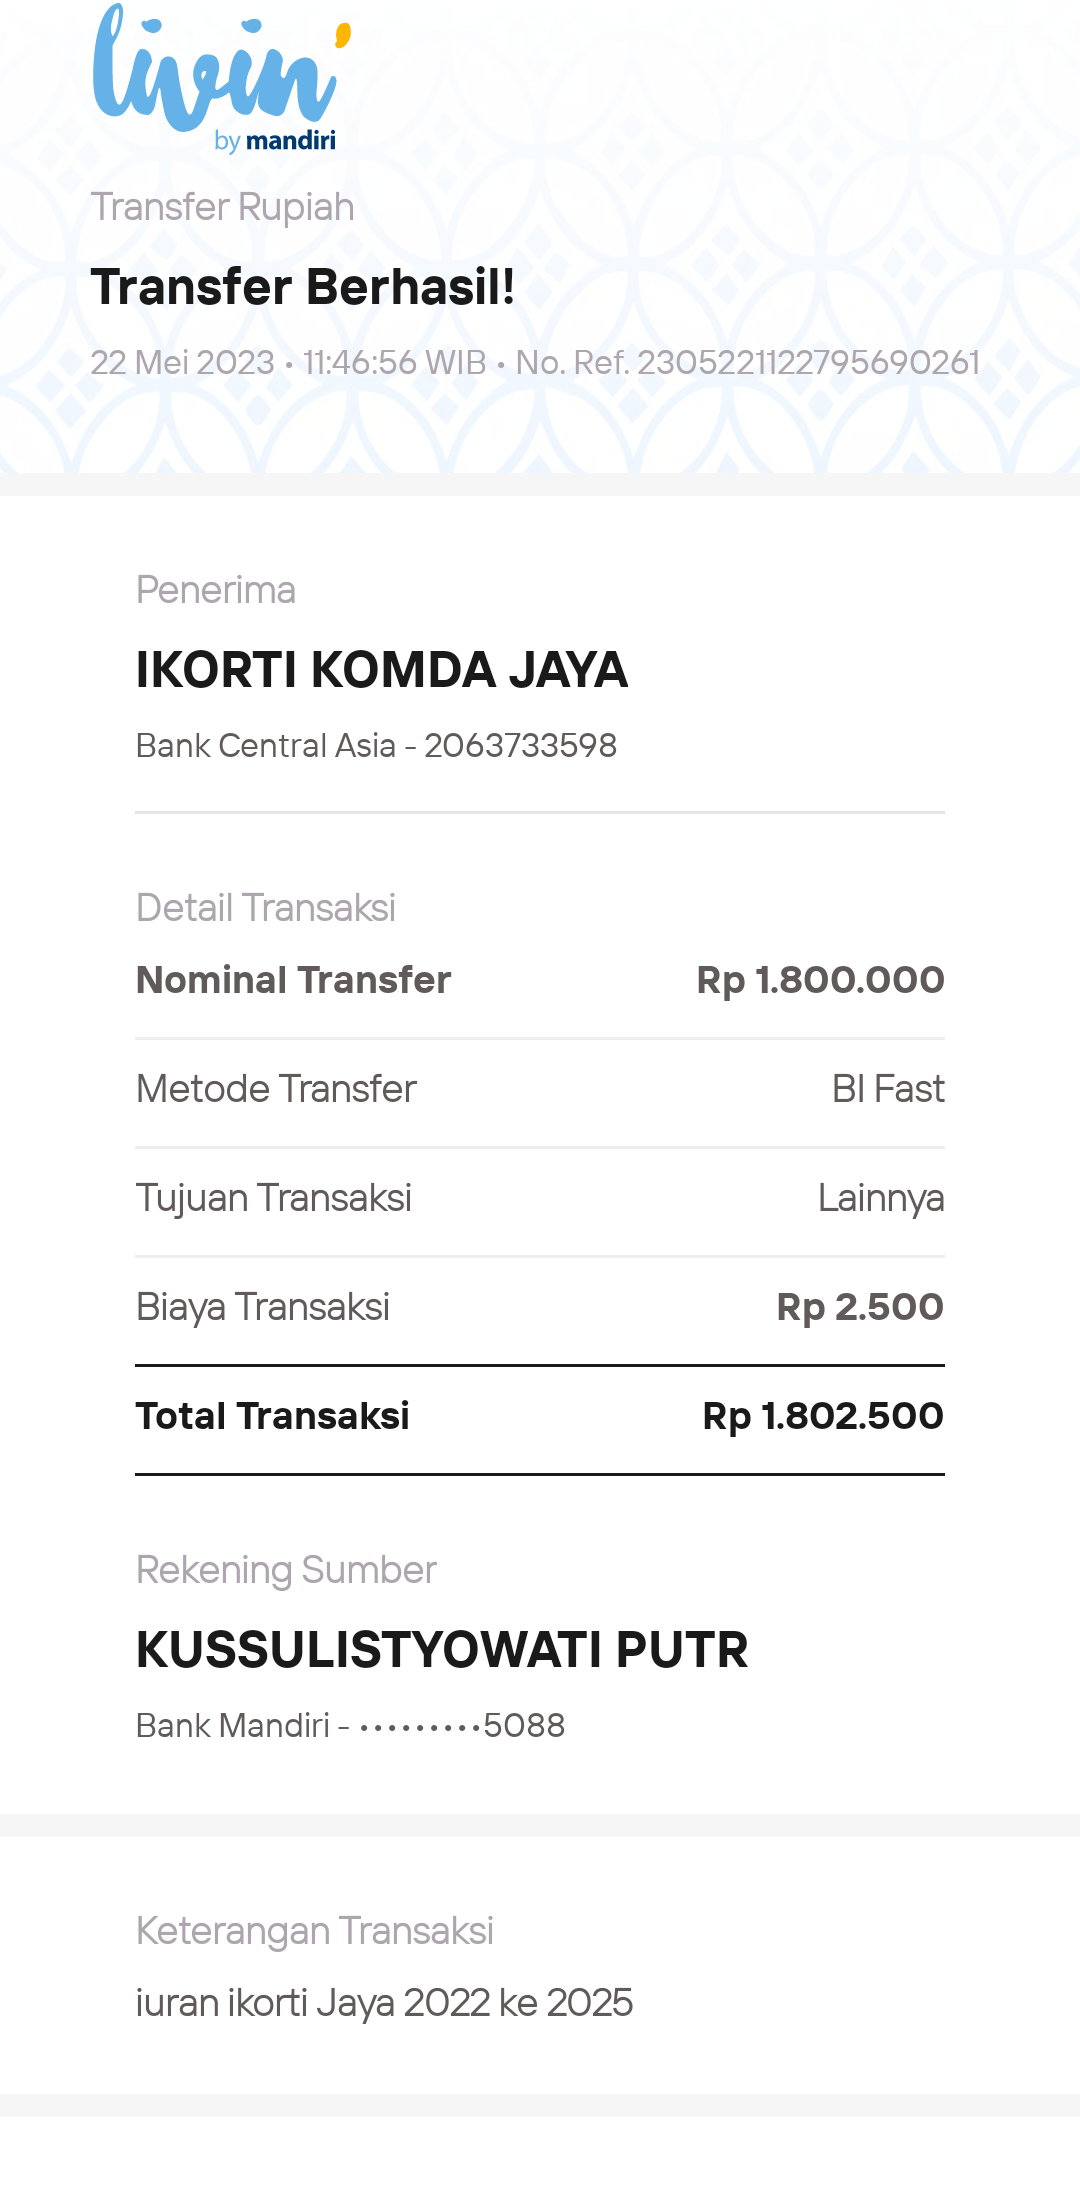 livin'
by mandiri
Transfer Rupiah
Transfer Berhasil!
22 Mei 2023 • 11:46:56 WIB • No. Ref. 2305221122795690261
Penerima
IKORTI KOMDA JAYA
Bank Central Asia - 2063733598
Detail Transaksi
Nominal Transfer Rp 1.800.000
Metode Transfer BI Fast
Tujuan Transaksi Lainnya
Biaya Transaksi Rp 2.500
Total Transaksi Rp 1.802.500
Rekening Sumber
KUSSULISTYOWATI PUTR
Bank Mandiri - •••••••••5088
Keterangan Transaksi
iuran ikorti Jaya 2022 ke 2025